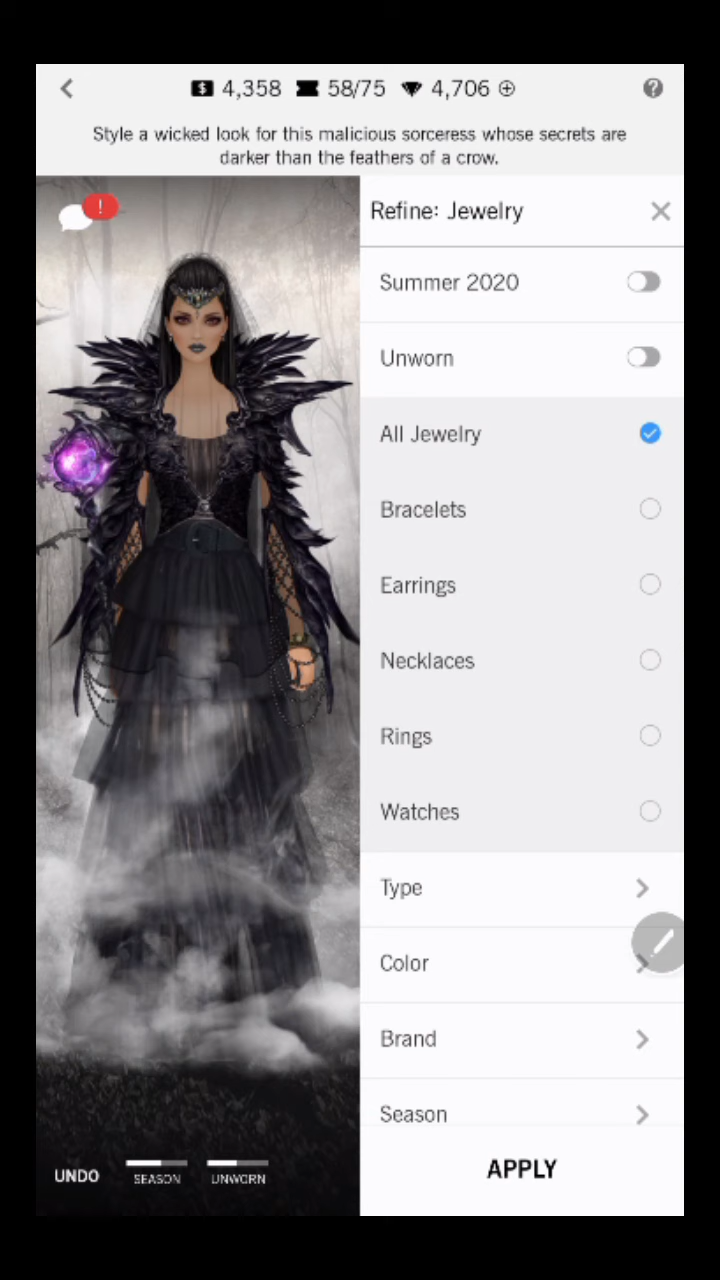 4,358 58/75 4,706
Style a wicked look for this malicious sorceress whose secrets are
darker than the feathers of a crow.
!
Refine: Jewelry
Summer 2020
Unworn
All Jewelry
Bracelets
Earrings
Necklaces
Rings
Watches
Type
Color
Brand
Season
UNDO
SEASON
UNWORN
APPLY